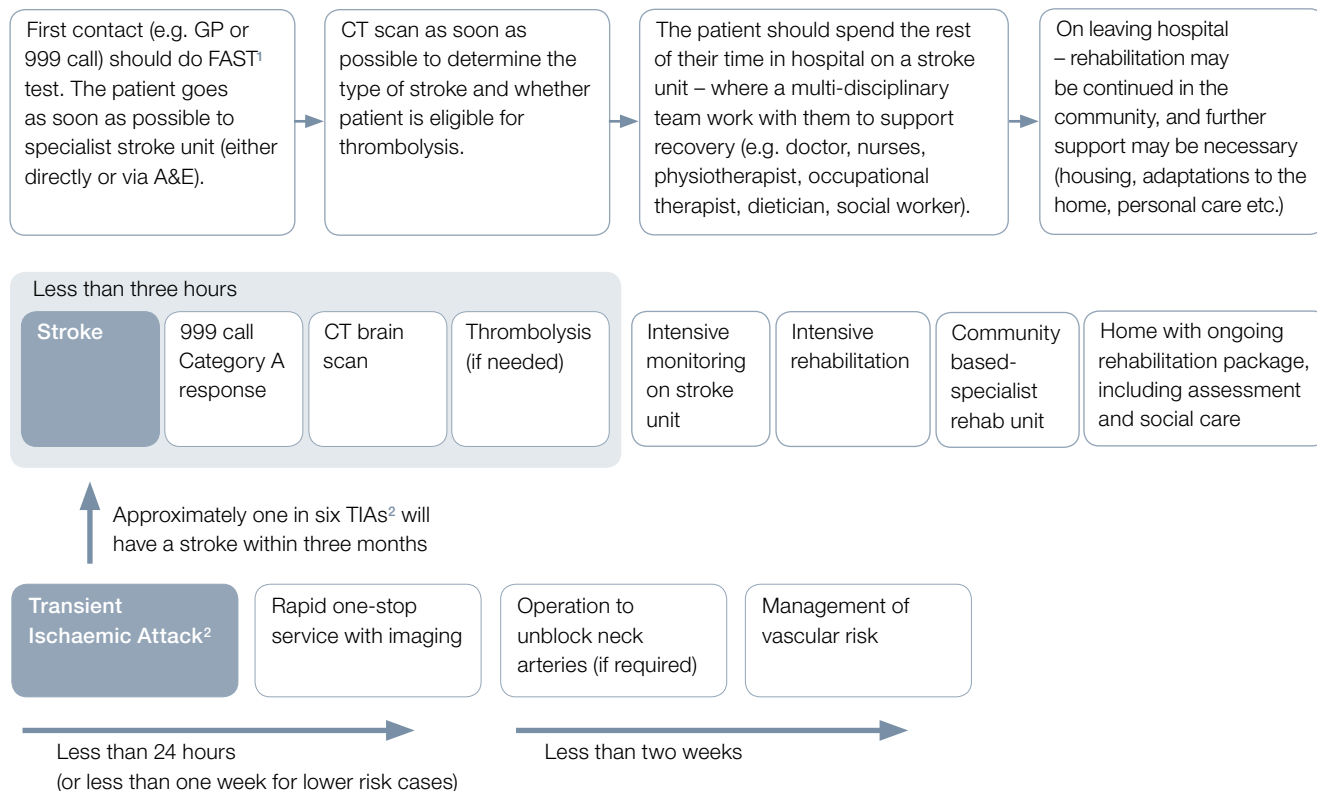 First contact (e.g. GP or
999 call) should do FAST¹
test. The patient goes
as soon as possible to
specialist stroke unit (either
directly or via A&E).
CT scan as soon as
possible to determine the
type of stroke and whether
patient is eligible for
thrombolysis.
The patient should spend the rest
of their time in hospital on a stroke
unit – where a multi-disciplinary
team work with them to support
recovery (e.g. doctor, nurses,
physiotherapist, occupational
therapist, dietician, social worker).
On leaving hospital
– rehabilitation may
be continued in the
community, and further
support may be necessary
(housing, adaptations to the
home, personal care etc.)
Less than three hours
Stroke
999 call
Category A
response
CT brain
scan
Thrombolysis
(if needed)
Intensive
monitoring
on stroke
unit
Intensive
rehabilitation
Community
based-
specialist
rehab unit
Home with ongoing
rehabilitation package,
including assessment
and social care
Approximately one in six TIAs² will
have a stroke within three months
Transient
Ischaemic Attack²
Rapid one-stop
service with imaging
Operation to
unblock neck
arteries (if required)
Management of
vascular risk
Less than 24 hours
(or less than one week for lower risk cases)
Less than two weeks